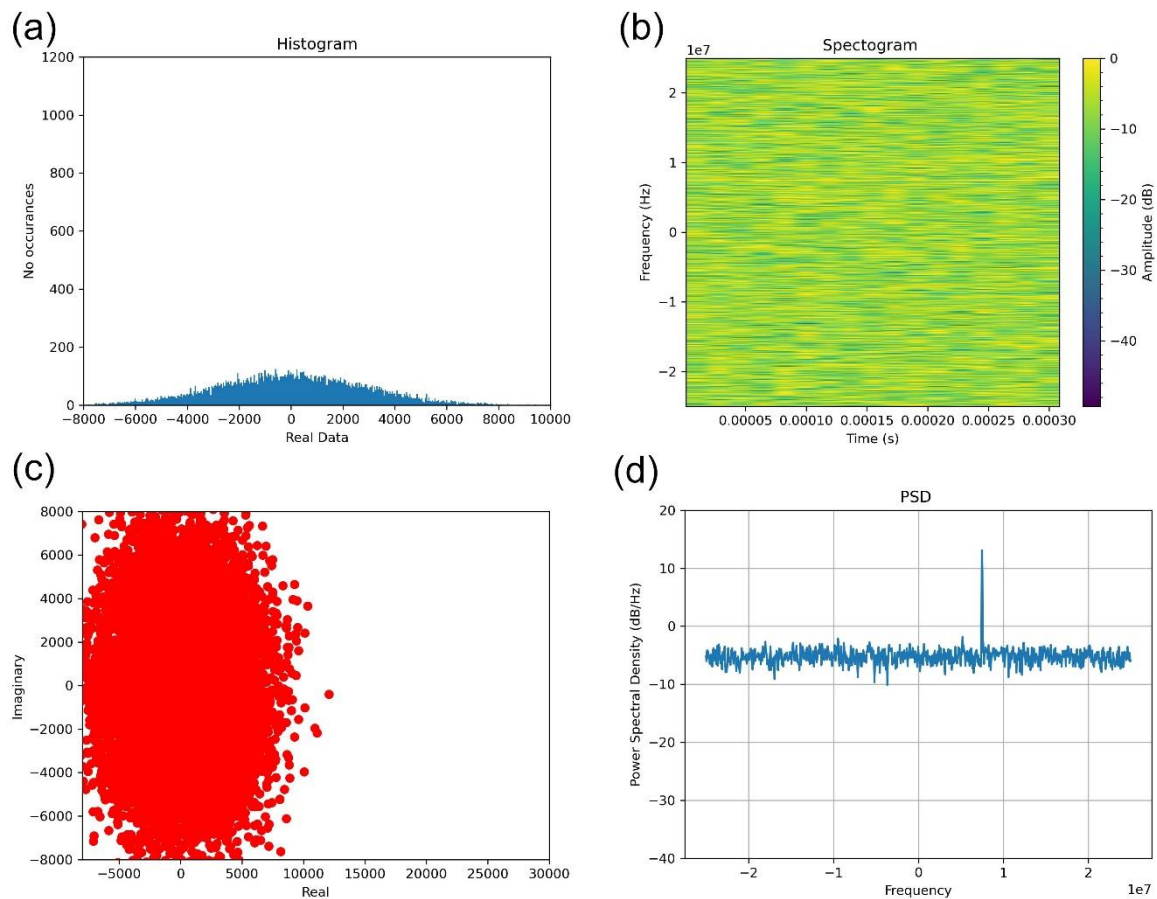 (a)
Histogram
1200
1000
800
600
400
200
0
No occurances
−8000 −6000 −4000 −2000 0 2000 4000 6000 8000 10000
Real Data
(b)
Spectogram
1e7
2
1
0
−1
−2
Frequency (Hz)
0.00005 0.00010 0.00015 0.00020 0.00025 0.00030
Time (s)
0
−10
−20
−30
−40
Amplitude (dB)
(c)
8000
6000
4000
2000
0
−2000
−4000
−6000
−8000
Imaginary
−5000 0 5000 10000 15000 20000 25000 30000
Real
(d)
PSD
20
10
0
−10
−20
−30
−40
Power Spectral Density (dB/Hz)
−2 −1 0 1 2
1e7
Frequency